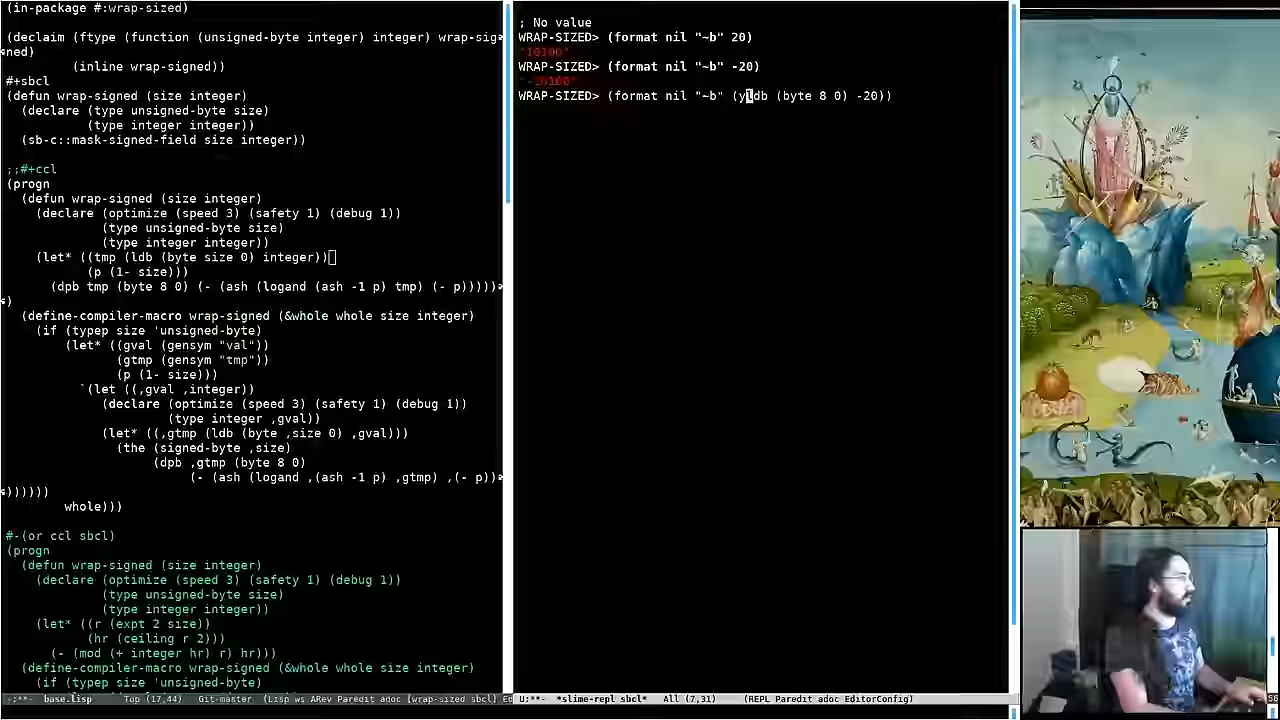 (in-package #:wrap-sized)
(declaim (ftype (function (unsigned-byte integer) integer) wrap-sig
ned)
(inline wrap-signed))
#+sbcl
(defun wrap-signed (size integer)
(declare (type unsigned-byte size)
(type integer integer))
(sb-c::mask-signed-field size integer))
;;#+ccl
(progn
(defun wrap-signed (size integer)
(declare (optimize (speed 3) (safety 1) (debug 1))
(type unsigned-byte size)
(type integer integer))
(let* ((tmp (ldb (byte size 0) integer))
(p (1- size)))
(dpb tmp (byte 8 0) (- (ash (logand (ash -1 p) tmp) (- p)))))
)
(define-compiler-macro wrap-signed (&whole whole size integer)
(if (typep size 'unsigned-byte)
(let* ((gval (gensym "val"))
(gtmp (gensym "tmp"))
(p (1- size)))
`(let ((,gval ,integer))
(declare (optimize (speed 3) (safety 1) (debug 1))
(type integer ,gval))
(let* ((,gtmp (ldb (byte ,size 0) ,gval)))
(the (signed-byte ,size)
(dpb ,gtmp (byte 8 0)
(- (ash (logand ,(ash -1 p) ,gtmp) ,(- p))
))))))
whole)))
#-(or ccl sbcl)
(progn
(defun wrap-signed (size integer)
(declare (optimize (speed 3) (safety 1) (debug 1))
(type unsigned-byte size)
(type integer integer))
(let* ((r (expt 2 size))
(hr (ceiling r 2)))
(- (mod (+ integer hr) r) hr)))
(define-compiler-macro wrap-signed (&whole whole size integer)
(if (typep size 'unsigned-byte)
-:**- base.lisp Top (17,44) Git-master (Lisp ws ARev Paredit adoc [wrap-sized sbcl] Ed
; No value
WRAP-SIZED> (format nil "~b" 20)
"10100"
WRAP-SIZED> (format nil "~b" -20)
"-10100"
WRAP-SIZED> (format nil "~b" (yldb (byte 8 0) -20))
U:**- *slime-repl sbcl* All (7,31) (REPL Paredit adoc EditorConfig)